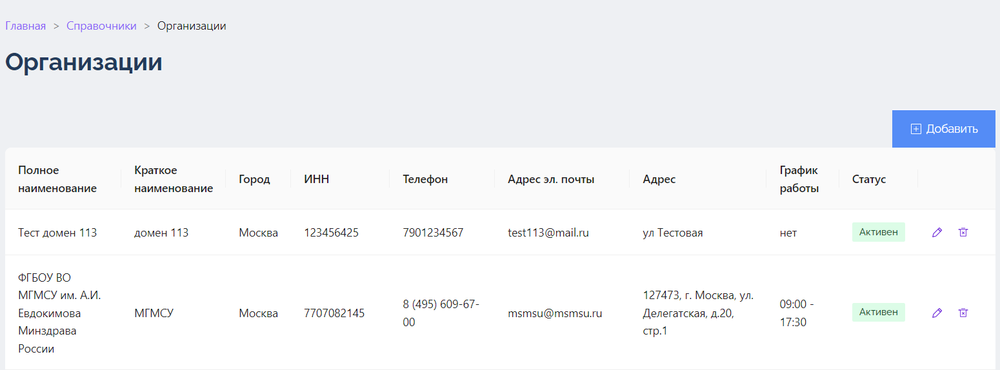 Главная > Справочники > Организации
Организации
Добавить
Полное наименование
Краткое наименование
Город
ИНН
Телефон
Адрес эл. почты
Адрес
График работы
Статус
Тест домен 113
домен 113
Москва
123456425
7901234567
test113@mail.ru
ул Тестовая
нет
Активен
ФГБОУ ВО
МГМСУ им. А.И.
Евдокимова
Минздрава
России
МГМСУ
Москва
7707082145
8 (495) 609-67-
00
msmsu@msmsu.ru
127473, г. Москва, ул.
Делегатская, д.20,
стр.1
09:00 -
17:30
Активен